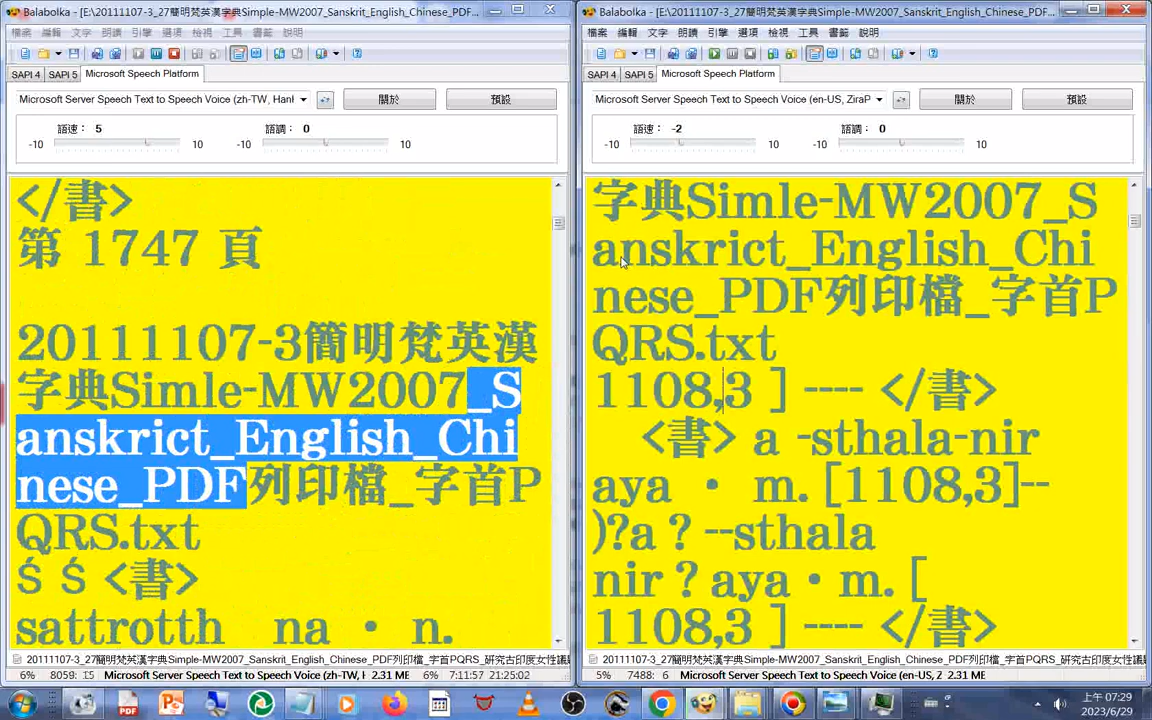 Balabolka - [E:\20111107-3_27簡明梵英漢字典Simple-MW2007_Sanskrit_English_Chinese_PDF...
檔案 編輯 文字 朗讀 引擎 選項 檢視 工具 書籤 說明
SAPI 4 SAPI 5 Microsoft Speech Platform
Microsoft Server Speech Text to Speech Voice (zh-TW, Hanl 關於 預設
語速： 5 語調： 0
-10 10 -10 10
</書>
第 1747 頁
20111107-3簡明梵英漢
字典Simle-MW2007_S
anskrict_English_Chi
nese_PDF列印檔_字首P
QRS.txt
Ś Ś <書>
sattrotth na • n.
20111107-3_27簡明梵英漢字典Simple-MW2007_Sanskrit_English_Chinese_PDF列印檔_字首PQRS_研究古印度女性議題
6% 8059: 15 Microsoft Server Speech Text to Speech Voice (zh-TW, H 2.31 MB 6% 7:11:57 21:25:02
Balabolka - [E:\20111107-3_27簡明梵英漢字典Simple-MW2007_Sanskrit_English_Chinese_PDF...
檔案 編輯 文字 朗讀 引擎 選項 檢視 工具 書籤 說明
SAPI 4 SAPI 5 Microsoft Speech Platform
Microsoft Server Speech Text to Speech Voice (en-US, ZiraP 關於 預設
語速： -2 語調： 0
-10 10 -10 10
字典Simle-MW2007_S
anskrict_English_Chi
nese_PDF列印檔_字首P
QRS.txt
1108,3 ] ---- </書>
<書> a -sthala-nir
aya • m. [1108,3]--
)?a ? --sthala
nir ? aya • m. [
1108,3 ] ---- </書>
20111107-3_27簡明梵英漢字典Simple-MW2007_Sanskrit_English_Chinese_PDF列印檔_字首PQRS_研究古印度女性議
5% 7488: 6 Microsoft Server Speech Text to Speech Voice (en-US, Z 2.31 MB
上午 07:29
2023/6/29